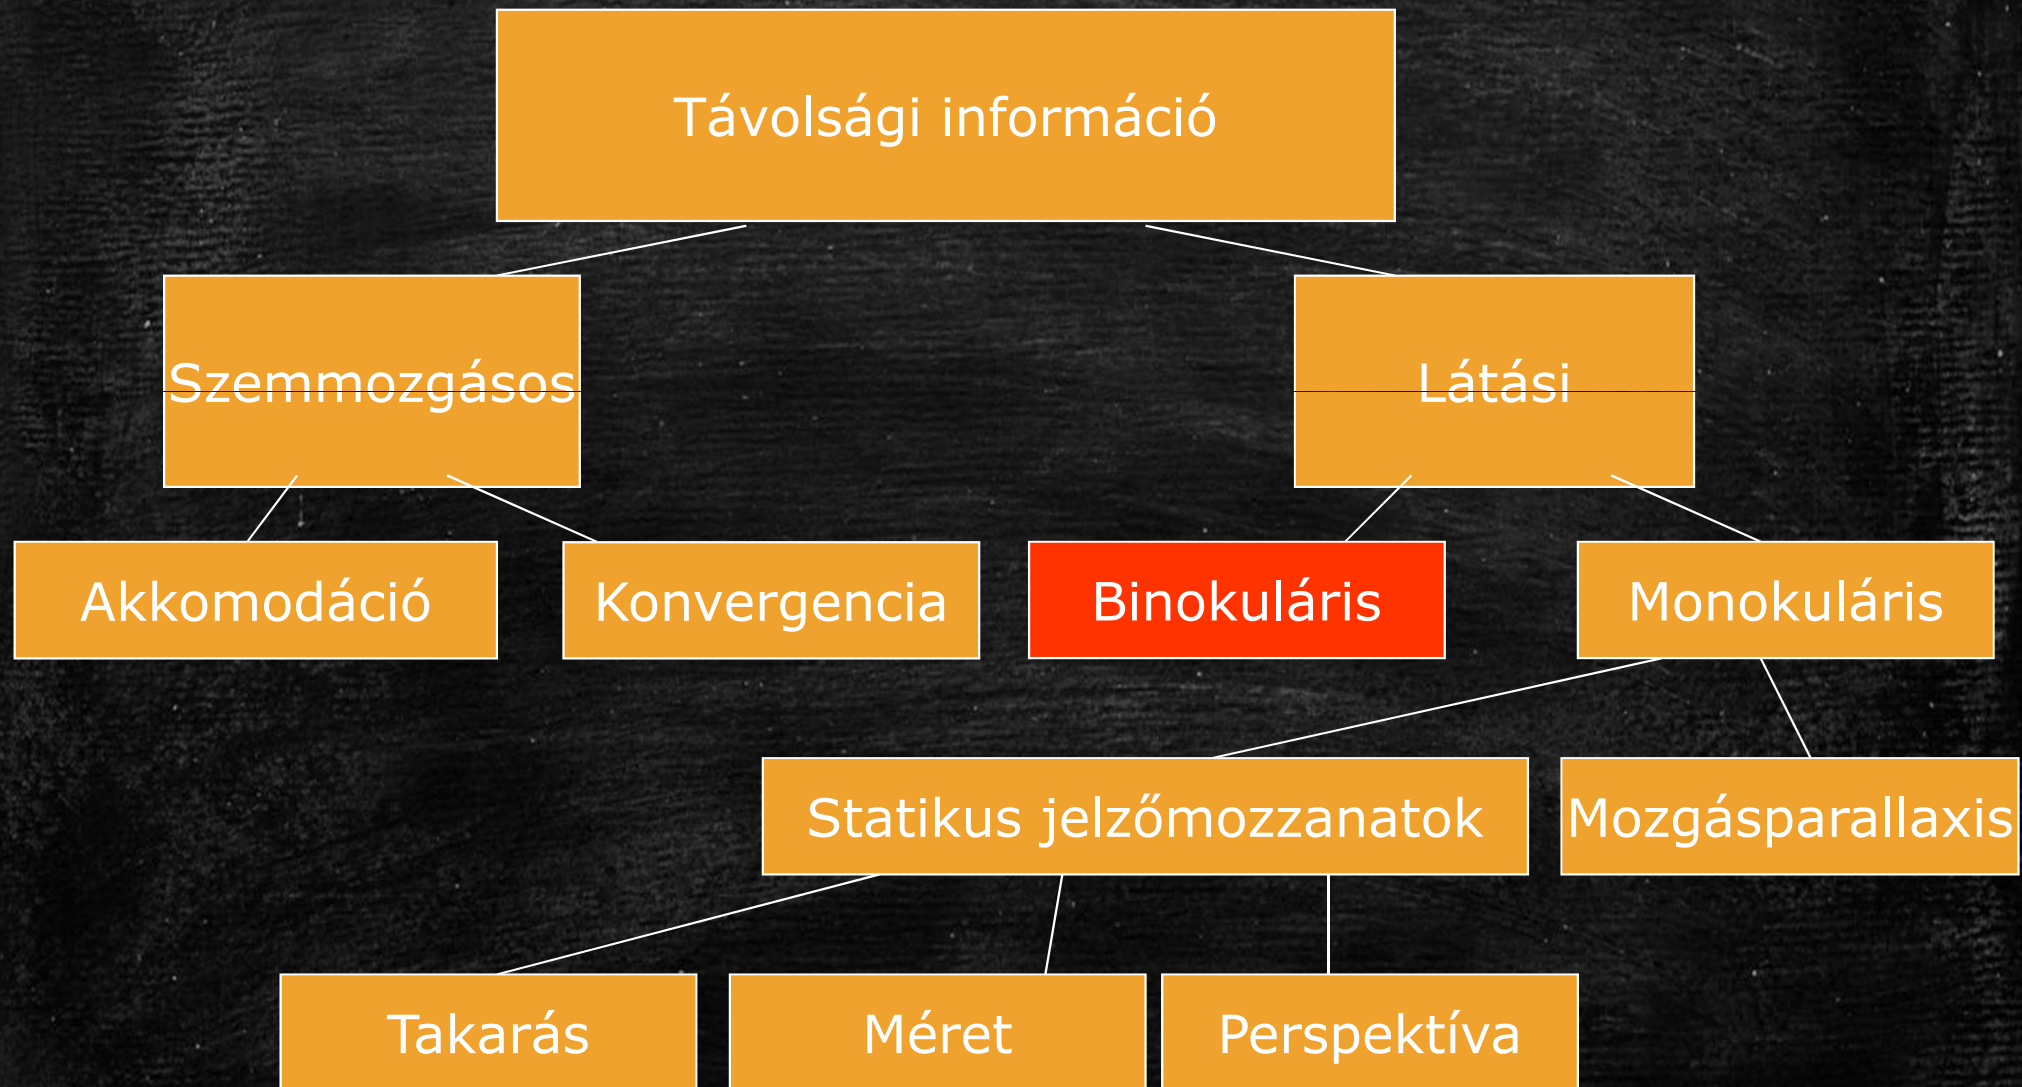 Távolsági információ
Szemmozgásos
Látási
Akkomodáció
Konvergencia
Binokuláris
Monokuláris
Statikus jelzőmozzanatok
Mozgásparallaxis
Takarás
Méret
Perspektíva